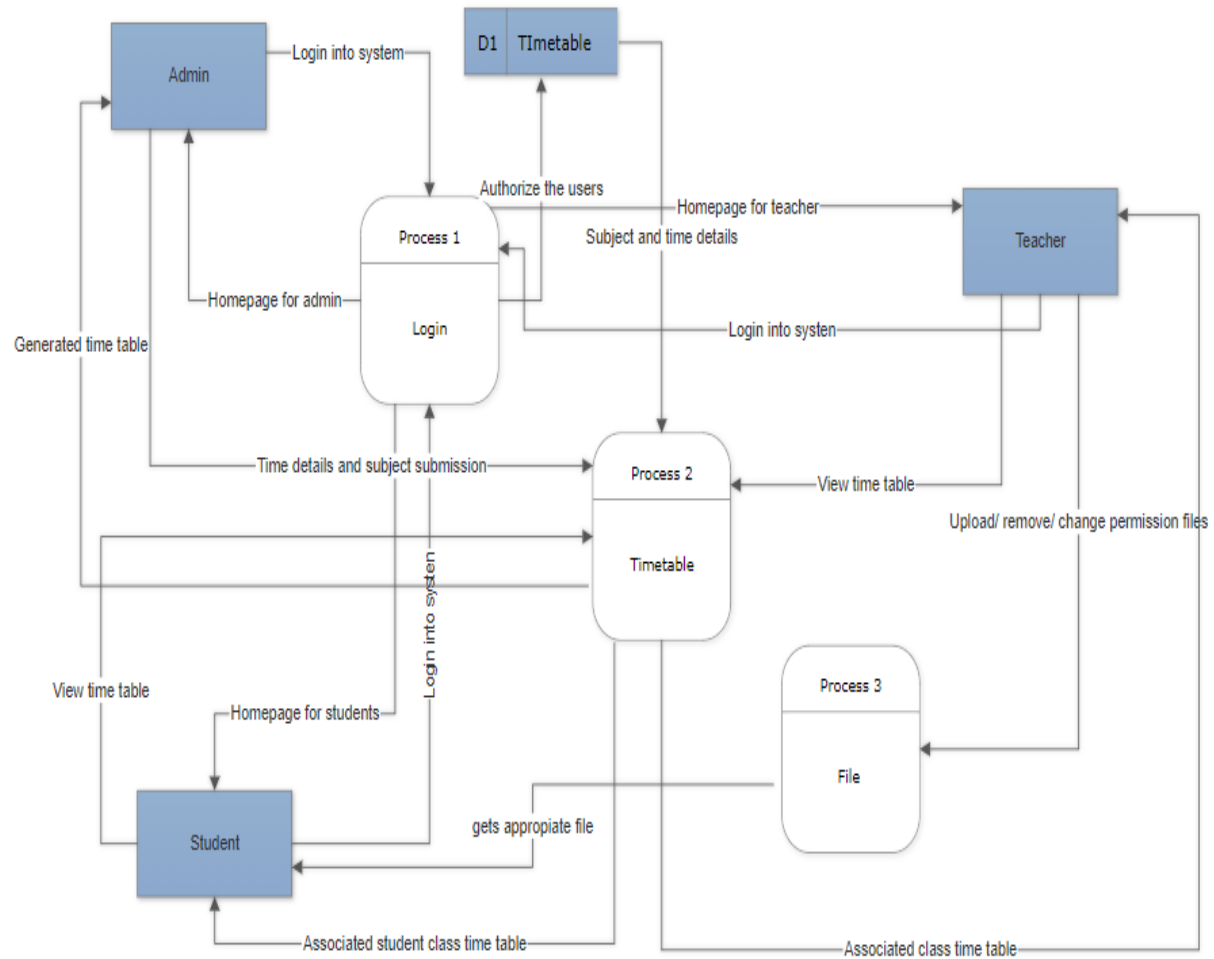 D1 TImetable
Login into system
Admin
Authorize the users
Homepage for teacher
Process 1
Subject and time details
Teacher
Homepage for admin
Login
Login into systen
Generated time table
Time details and subject submission
Process 2
View time table
Upload/ remove/ change permission files
Timetable
Login into systen
Process 3
View time table
Homepage for students
File
gets appropiate file
Student
Associated student class time table
Associated class time table